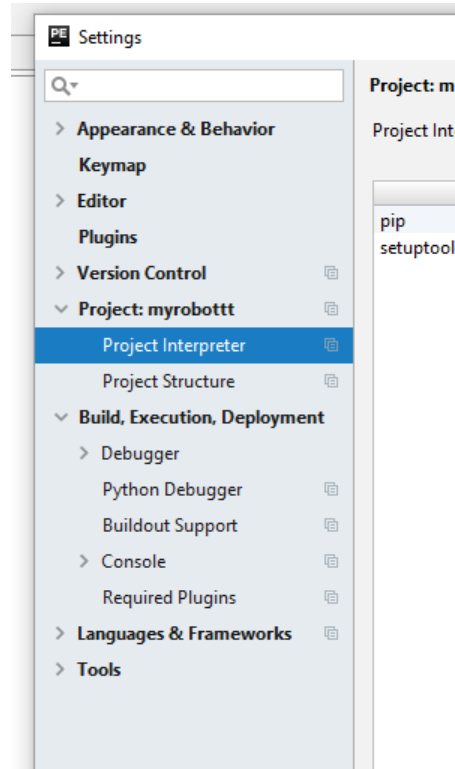 PE Settings
Project: m
Appearance & Behavior
Project Int
Keymap
Editor
pip
Plugins
setuptool
Version Control
Project: myrobottt
Project Interpreter
Project Structure
Build, Execution, Deployment
Debugger
Python Debugger
Buildout Support
Console
Required Plugins
Languages & Frameworks
Tools